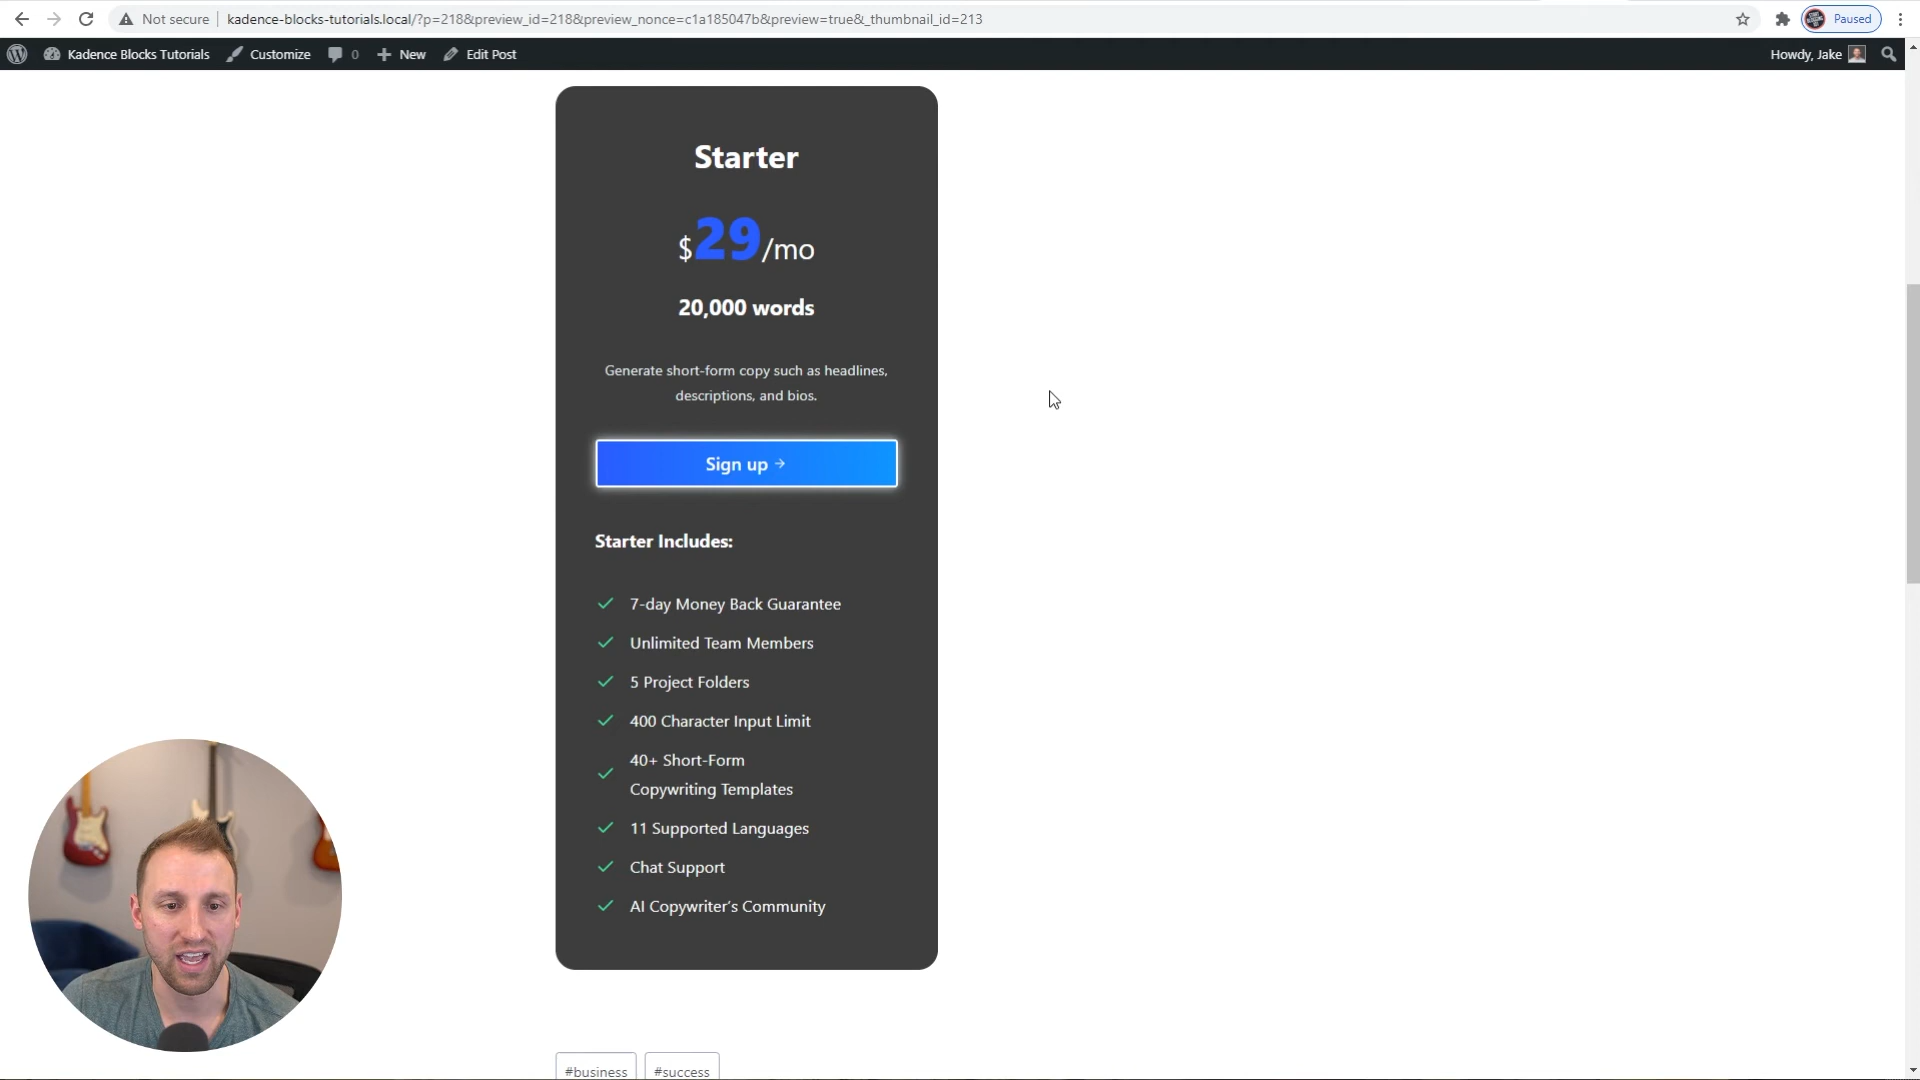 Not secure
kadence-blocks-tutorials.local/?p=218&preview_id=218&preview_nonce=c1a185047b&preview=true&_thumbnail_id=213
Paused
Kadence Blocks Tutorials
Customize
0
New
Edit Post
Howdy, Jake
Starter
$29/mo
20,000 words
Generate short-form copy such as headlines,
descriptions, and bios.
Sign up
Starter Includes:
7-day Money Back Guarantee
Unlimited Team Members
5 Project Folders
400 Character Input Limit
40+ Short-Form
Copywriting Templates
11 Supported Languages
Chat Support
AI Copywriter’s Community
#business
#success